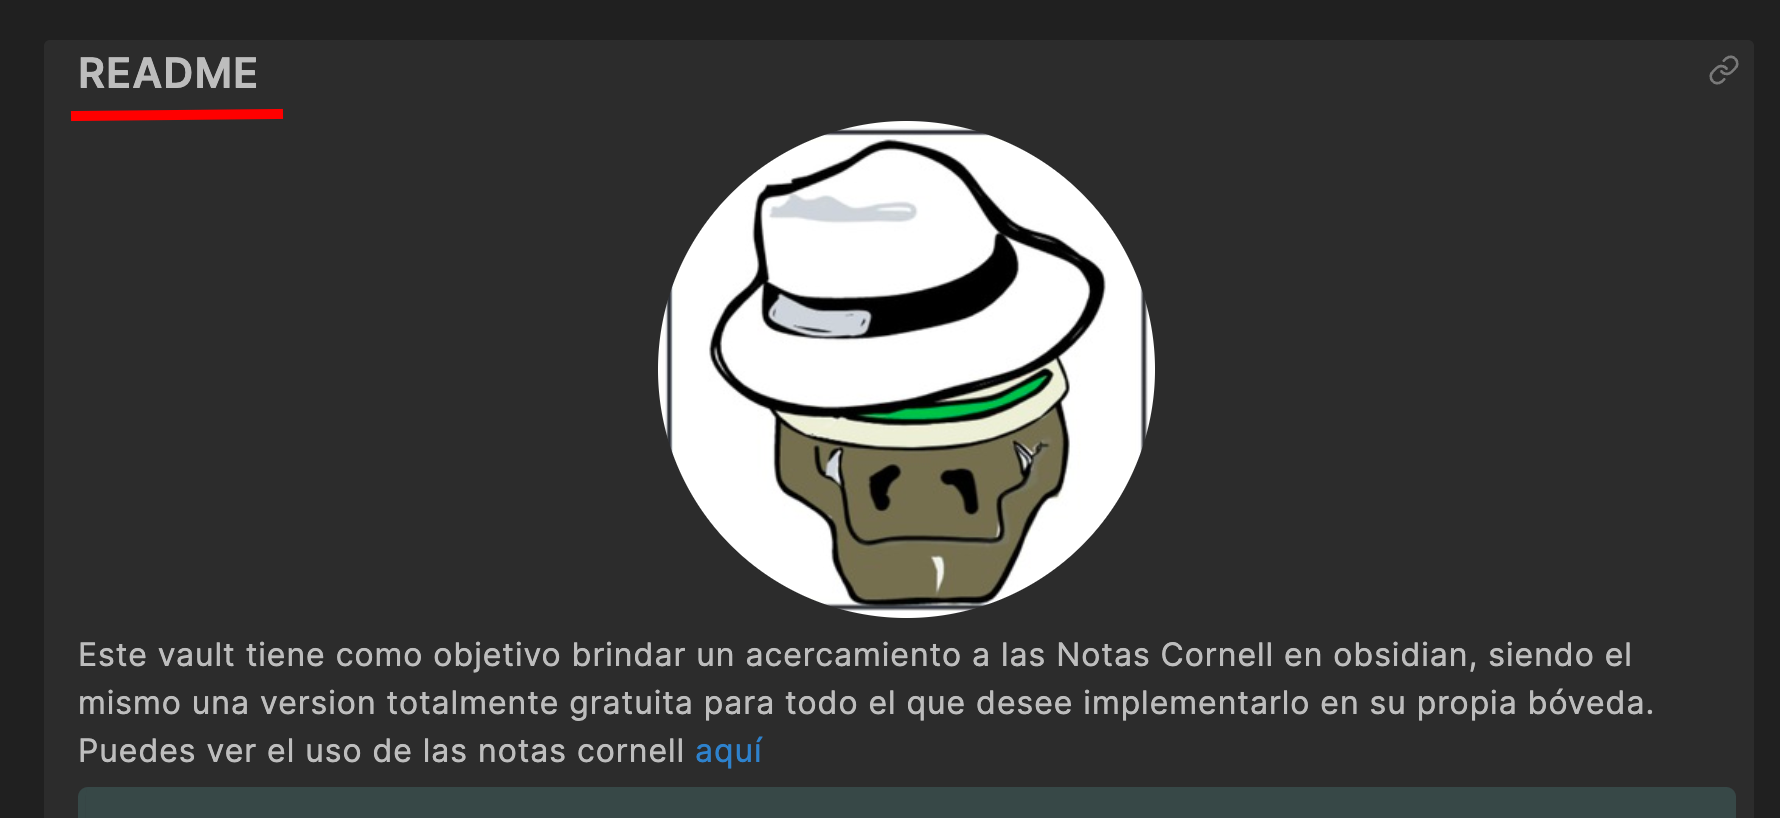 README
Este vault tiene como objetivo brindar un acercamiento a las Notas Cornell en obsidian, siendo el
mismo una version totalmente gratuita para todo el que desee implementarlo en su propia bóveda.
Puedes ver el uso de las notas cornell aquí